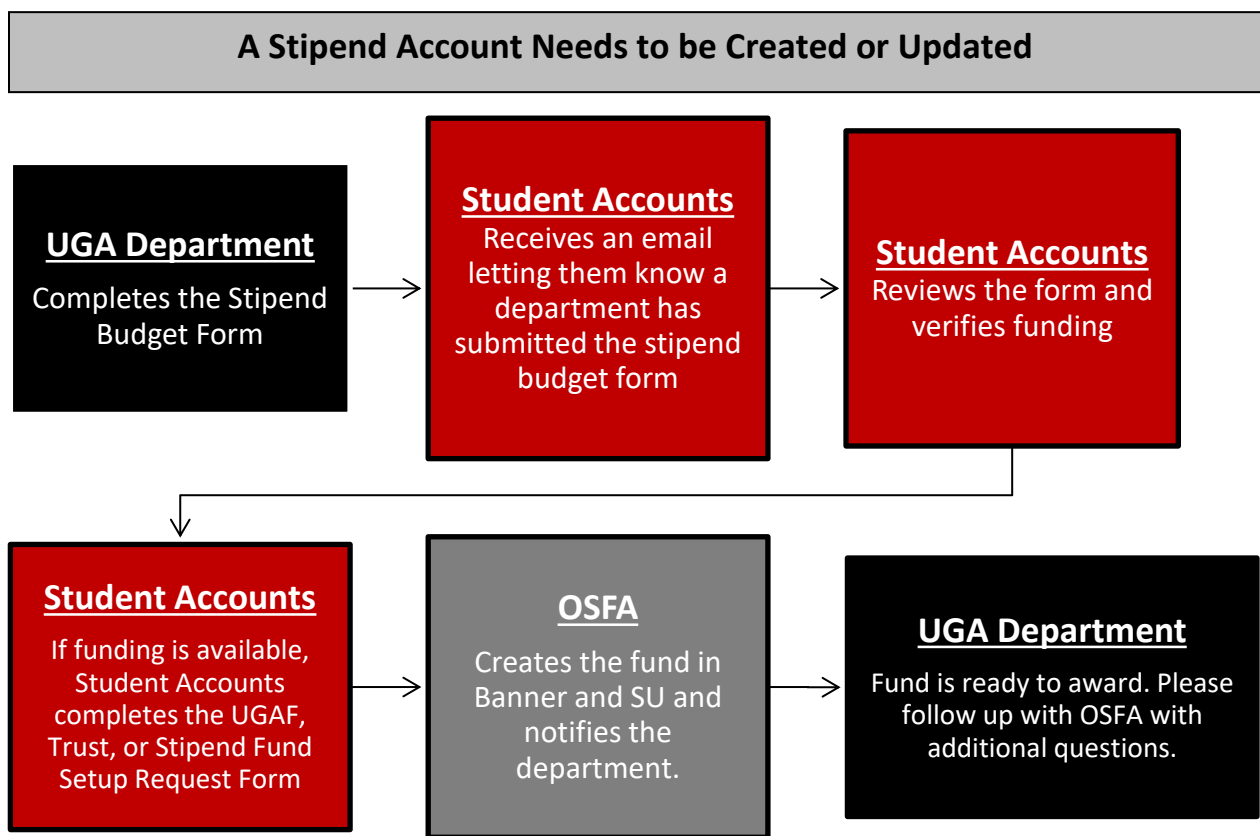 A Stipend Account Needs to be Created or Updated
UGA Department
Completes the Stipend
Budget Form
Student Accounts
Receives an email
letting them know a
department has
submitted the stipend
budget form
Student Accounts
Reviews the form and
verifies funding
Student Accounts
If funding is available,
Student Accounts
completes the UGAF,
Trust, or Stipend Fund
Setup Request Form
OSFA
Creates the fund in
Banner and SU and
notifies the
department.
UGA Department
Fund is ready to award. Please
follow up with OSFA with
additional questions.